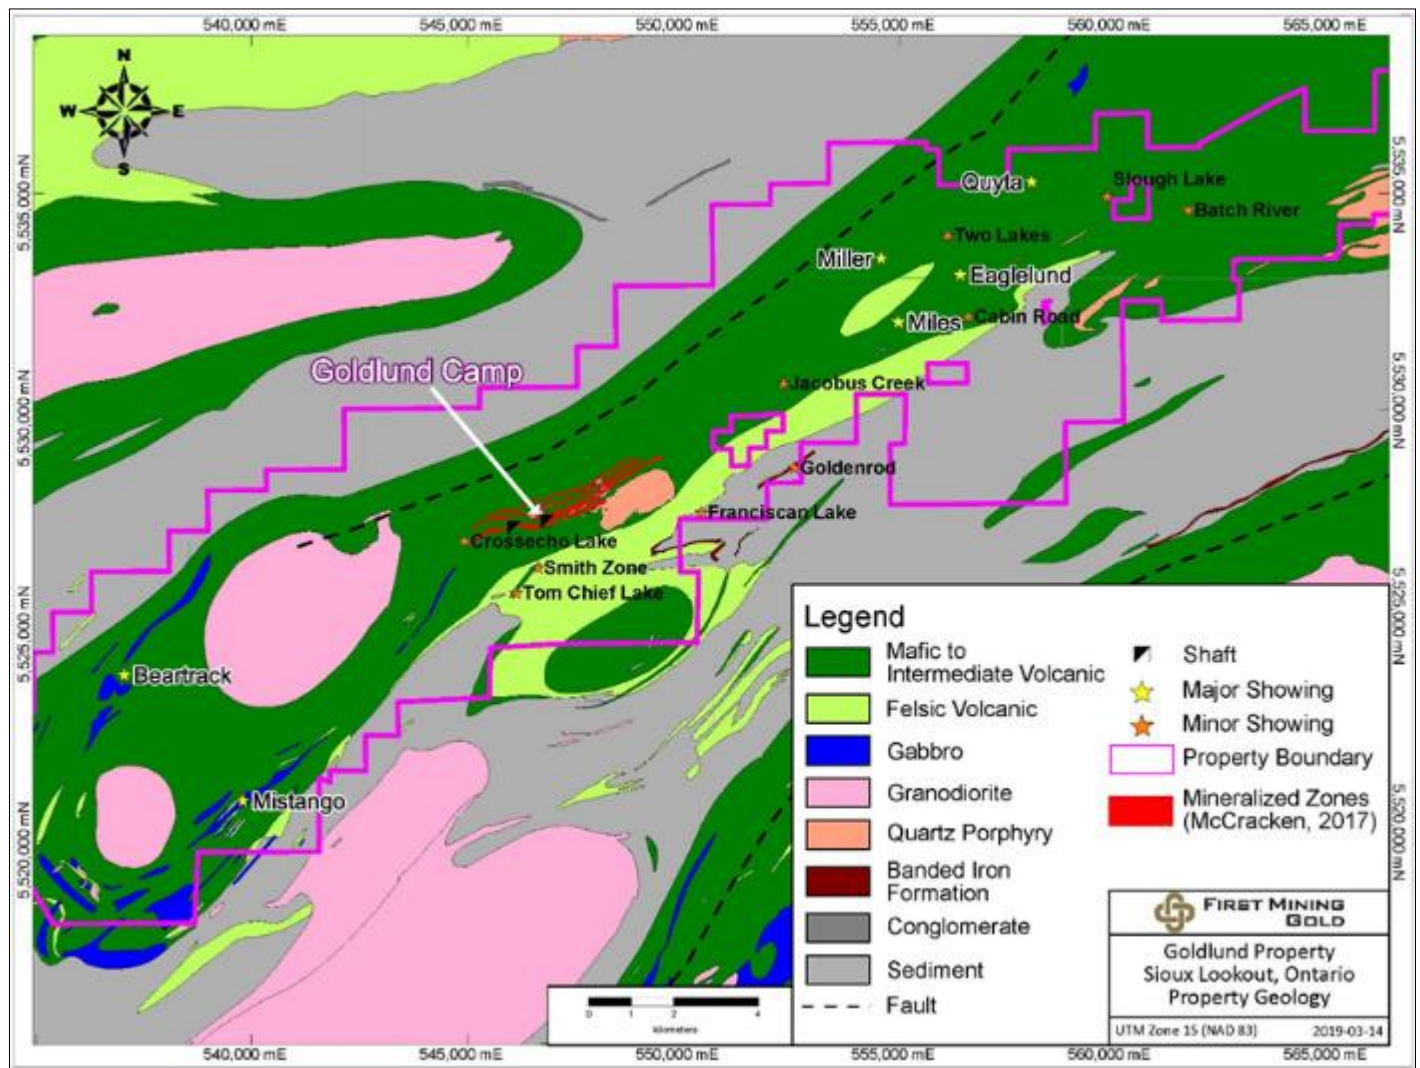 540,000 mE
545,000 mE
550,000 mE
555,000 mE
560,000 mE
565,000 mE
N
W
E
S
5,535,000 mN
5,535,000 mN
Quyta
Slough Lake
Batch River
Two Lakes
Miller
Eaglelund
Miles
Cabin Road
Goldlund Camp
Jacobus Creek
5,530,000 mN
5,530,000 mN
Goldenrod
Franciscan Lake
Crossecho Lake
Smith Zone
Tom Chief Lake
5,525,000 mN
5,525,000 mN
Beartrack
Mistango
5,520,000 mN
5,520,000 mN
Legend
Mafic to
Intermediate Volcanic
Felsic Volcanic
Gabbro
Granodiorite
Quartz Porphyry
Banded Iron
Formation
Conglomerate
Sediment
Fault
Shaft
Major Showing
Minor Showing
Property Boundary
Mineralized Zones
(McCracken, 2017)
FIRST MINING
GOLD
Goldlund Property
Sioux Lookout, Ontario
Property Geology
UTM Zone 15 (NAD 83)
2019-03-14
0 1 2 4
kilometers
540,000 mE
545,000 mE
550,000 mE
555,000 mE
560,000 mE
565,000 mE